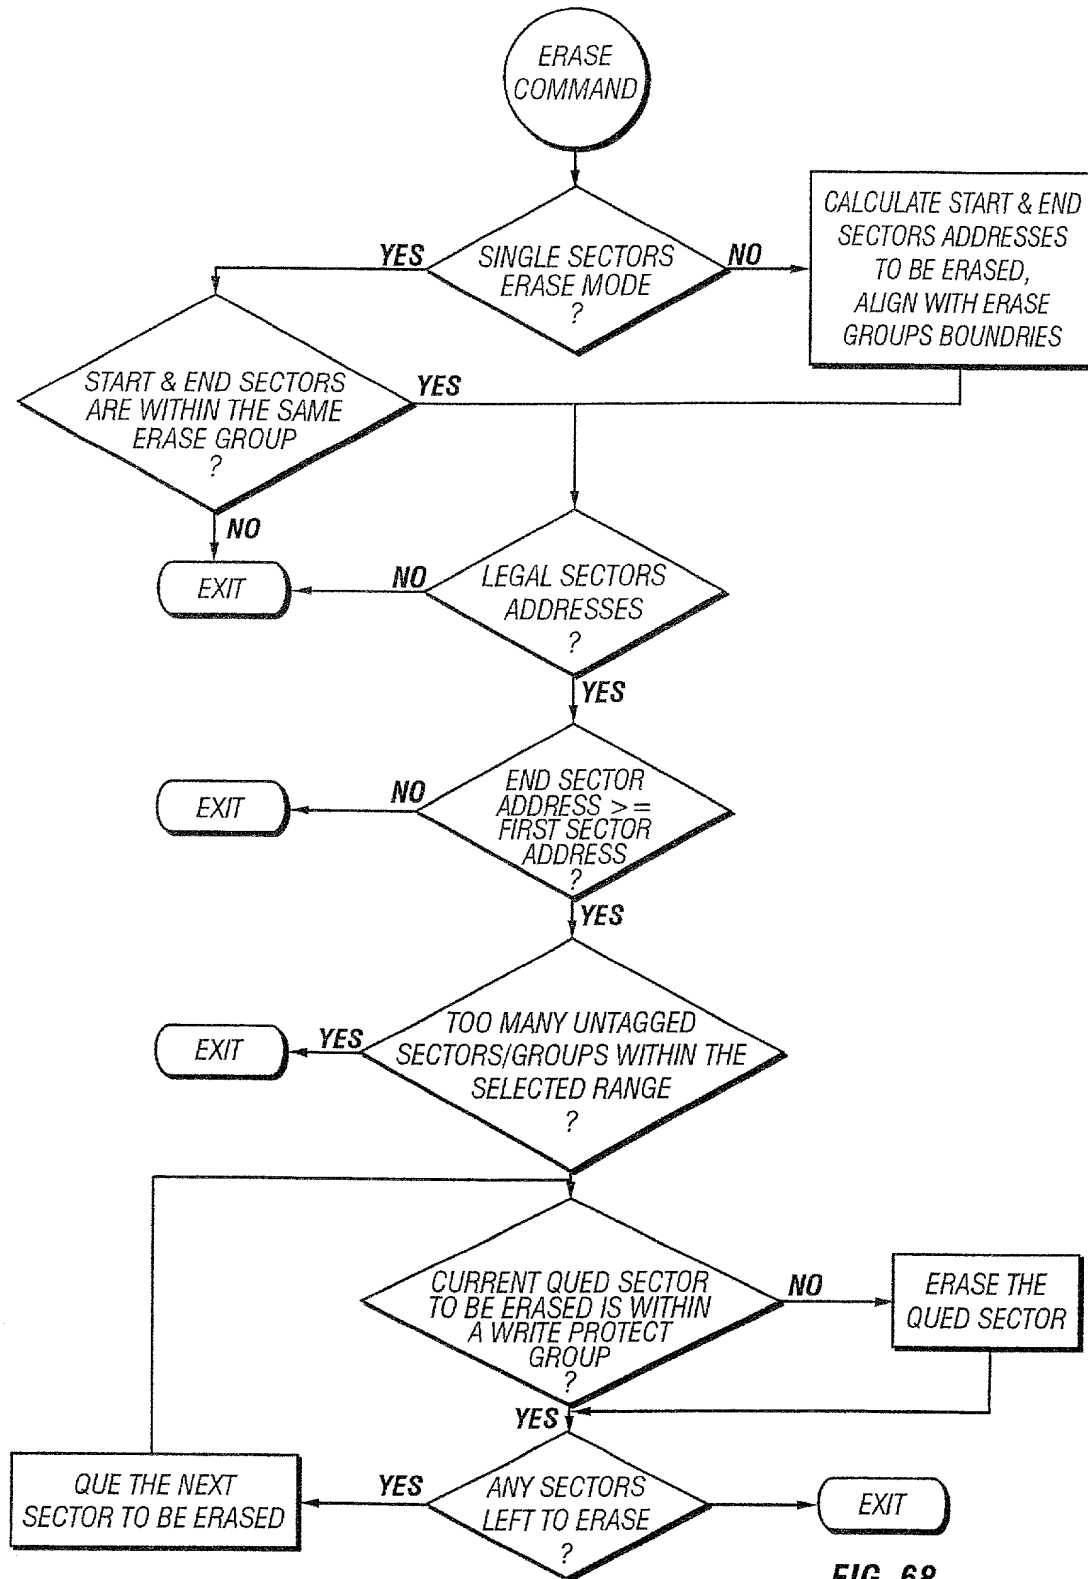 ERASE
COMMAND
SINGLE SECTORS
ERASE MODE
?
YES
NO
CALCULATE START & END
SECTORS ADDRESSES
TO BE ERASED,
ALIGN WITH ERASE
GROUPS BOUNDRIES
START & END SECTORS
ARE WITHIN THE SAME
ERASE GROUP
?
YES
NO
EXIT
LEGAL SECTORS
ADDRESSES
?
NO
YES
END SECTOR
ADDRESS >=
FIRST SECTOR
ADDRESS
?
NO
EXIT
YES
TOO MANY UNTAGGED
SECTORS/GROUPS WITHIN THE
SELECTED RANGE
?
YES
EXIT
CURRENT QUED SECTOR
TO BE ERASED IS WITHIN
A WRITE PROTECT
GROUP
?
NO
ERASE THE
QUED SECTOR
YES
ANY SECTORS
LEFT TO ERASE
?
YES
QUE THE NEXT
SECTOR TO BE ERASED
EXIT
FIG. 68